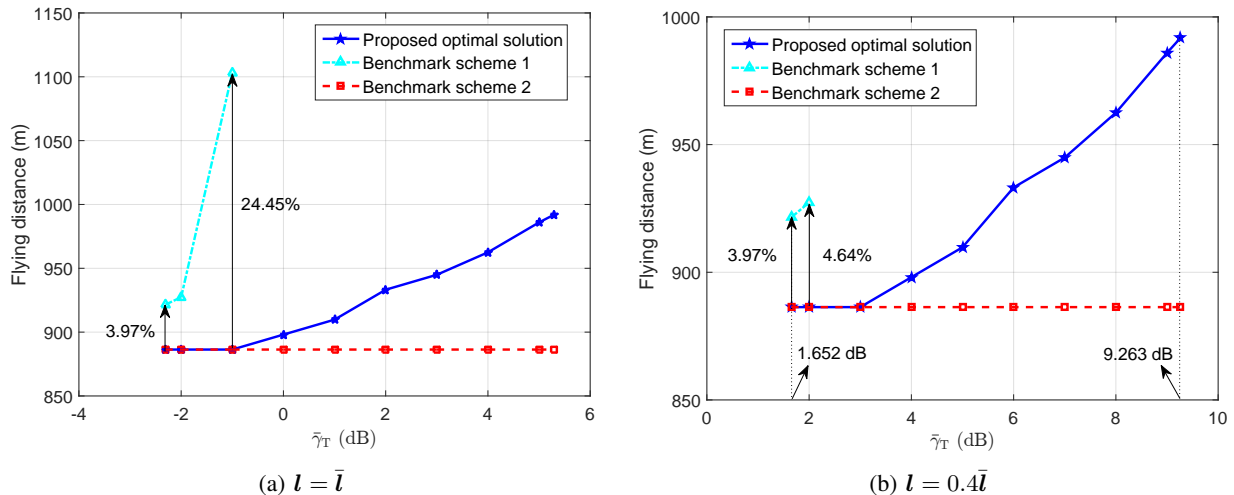 1150
1100
1050
1000
950
900
850
Flying distance (m)
Proposed optimal solution
Benchmark scheme 1
Benchmark scheme 2
24.45%
3.97%
-4 -2 0 2 4 6
γ̄_T (dB)
(a) l = l̄
1000
950
900
850
Flying distance (m)
Proposed optimal solution
Benchmark scheme 1
Benchmark scheme 2
3.97% 4.64%
1.652 dB 9.263 dB
0 2 4 6 8 10
γ̄_T (dB)
(b) l = 0.4l̄